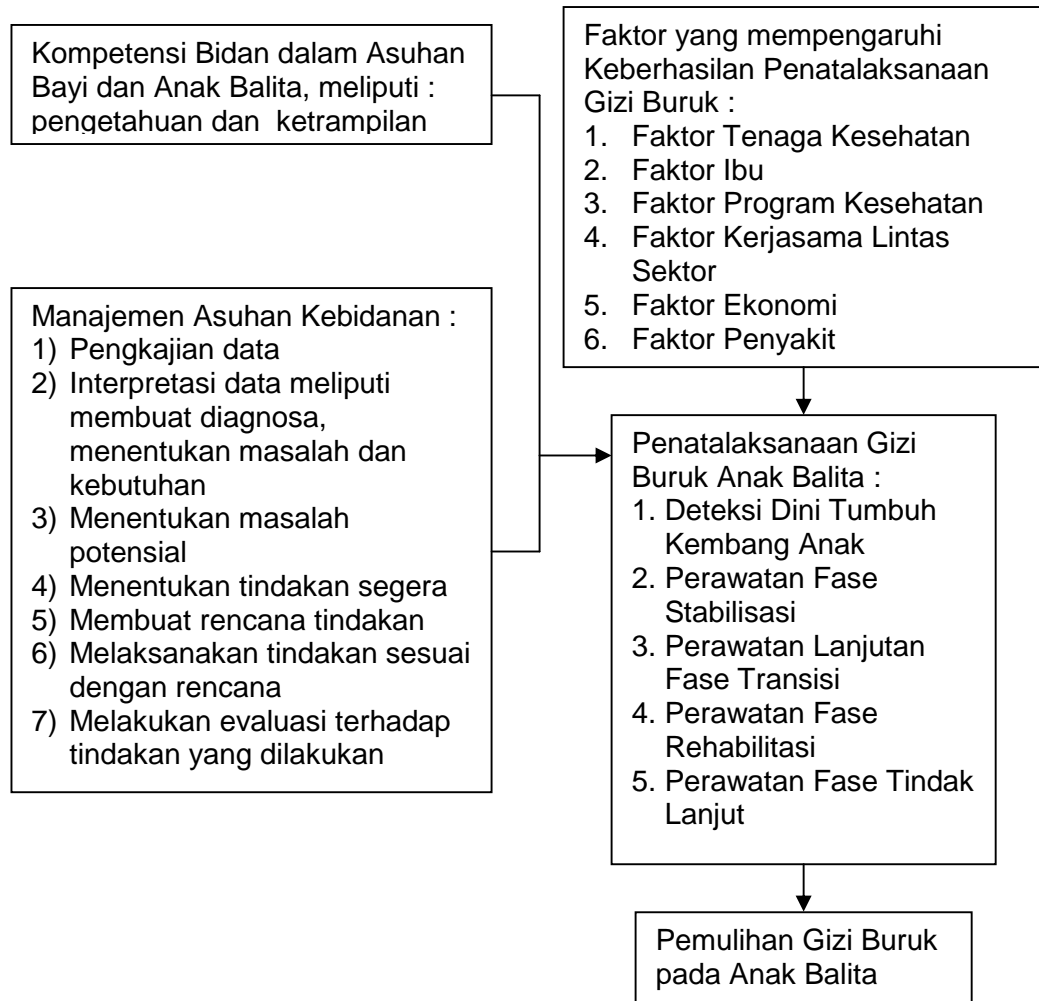 Kompetensi Bidan dalam Asuhan
Bayi dan Anak Balita, meliputi :
pengetahuan dan ketrampilan
Faktor yang mempengaruhi
Keberhasilan Penatalaksanaan
Gizi Buruk :
1. Faktor Tenaga Kesehatan
2. Faktor Ibu
3. Faktor Program Kesehatan
4. Faktor Kerjasama Lintas
Sektor
5. Faktor Ekonomi
6. Faktor Penyakit
Manajemen Asuhan Kebidanan :
1) Pengkajian data
2) Interpretasi data meliputi
membuat diagnosa,
menentukan masalah dan
kebutuhan
3) Menentukan masalah
potensial
4) Menentukan tindakan segera
5) Membuat rencana tindakan
6) Melaksanakan tindakan sesuai
dengan rencana
7) Melakukan evaluasi terhadap
tindakan yang dilakukan
Penatalaksanaan Gizi
Buruk Anak Balita :
1. Deteksi Dini Tumbuh
Kembang Anak
2. Perawatan Fase
Stabilisasi
3. Perawatan Lanjutan
Fase Transisi
4. Perawatan Fase
Rehabilitasi
5. Perawatan Fase Tindak
Lanjut
Pemulihan Gizi Buruk
pada Anak Balita